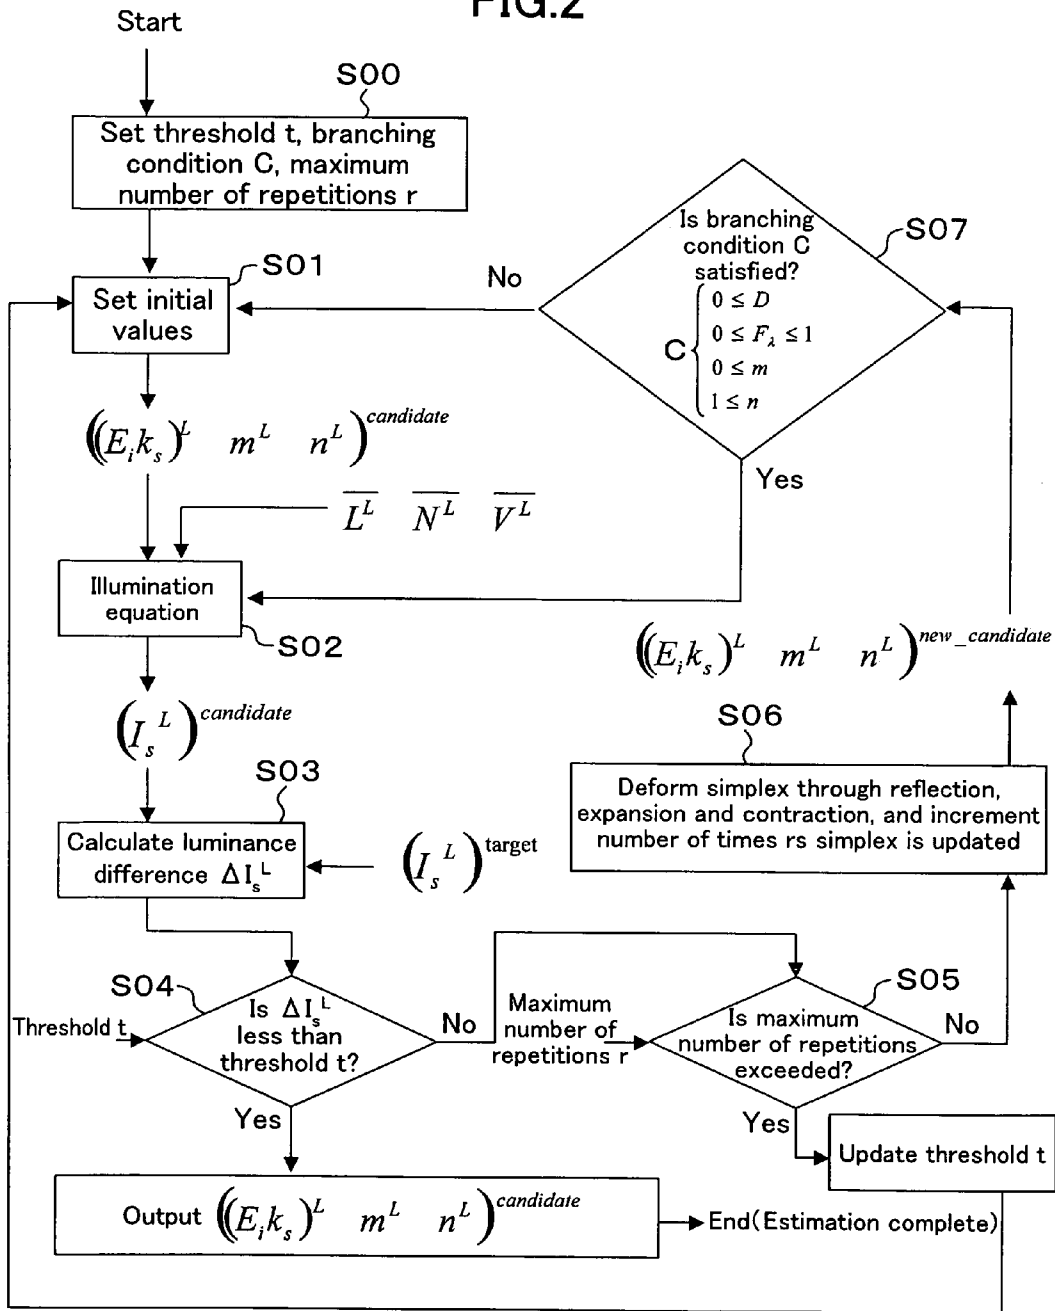 FIG.2
Start
S00
Set threshold t, branching
condition C, maximum
number of repetitions r
S01
Set initial
values
No
Is branching
condition C
satisfied?
C { 0 ≤ D
0 ≤ F_λ ≤ 1
0 ≤ m
1 ≤ n
S07
Yes
((E_i k_s)^L m^L n^L)^candidate
L^L N^L V^L
Illumination
equation
S02
((E_i k_s)^L m^L n^L)^new_candidate
(I_s^L)^candidate
S06
Deform simplex through reflection,
expansion and contraction, and increment
number of times rs simplex is updated
S03
Calculate luminance
difference ΔI_s^L
(I_s^L)^target
S04
Threshold t
Is ΔI_s^L
less than
threshold t?
No
Maximum
number of
repetitions r
S05
Is maximum
number of repetitions
exceeded?
No
Yes
Yes
Update threshold t
Output ((E_i k_s)^L m^L n^L)^candidate
End(Estimation complete)